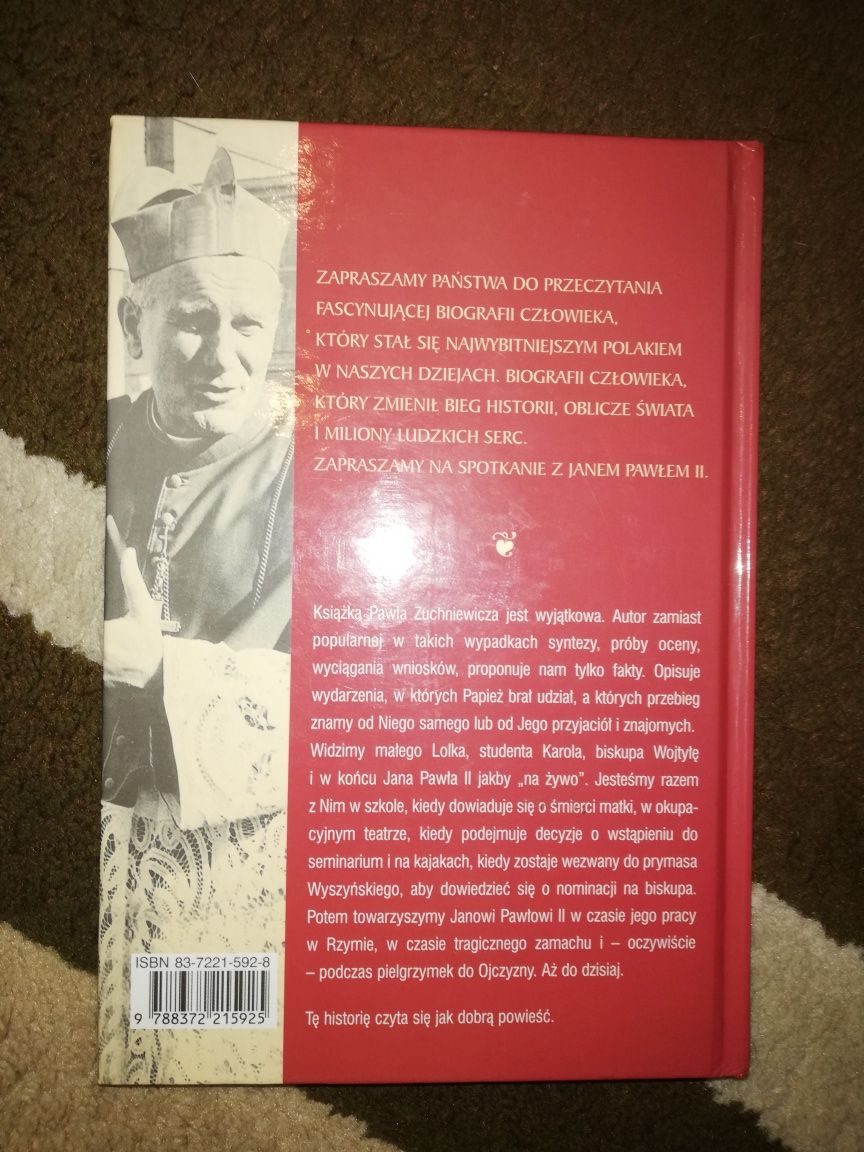 ZAPRASZAMY PAŃSTWA DO PRZECZYTANIA
FASCYNUJĄCEJ BIOGRAFII CZŁOWIEKA,
KTÓRY STAŁ SIĘ NAJWYBITNIEJSZYM POLAKIEM
W NASZYCH DZIEJACH. BIOGRAFII CZŁOWIEKA,
KTÓRY ZMIENIŁ BIEG HISTORII, OBLICZE ŚWIATA
I MILIONY LUDZKICH SERC.
ZAPRASZAMY NA SPOTKANIE Z JANEM PAWŁEM II.
Książka Pawła Zuchniewicza jest wyjątkowa. Autor zamiast
popularnej w takich wypadkach syntezy, próby oceny,
wyciągania wniosków, proponuje nam tylko fakty. Opisuje
wydarzenia, w których Papież brał udział, a których przebieg
znamy od Niego samego lub od Jego przyjaciół i znajomych.
Widzimy małego Lolka, studenta Karola, biskupa Wojtyłę
i w końcu Jana Pawła II jakby „na żywo”. Jesteśmy razem
z Nim w szkole, kiedy dowiaduje się o śmierci matki, w okupa-
cyjnym teatrze, kiedy podejmuje decyzje o wstąpieniu do
seminarium i na kajakach, kiedy zostaje wezwany do prymasa
Wyszyńskiego, aby dowiedzieć się o nominacji na biskupa.
Potem towarzyszymy Janowi Pawłowi II w czasie jego pracy
w Rzymie, w czasie tragicznego zamachu i – oczywiście
– podczas pielgrzymek do Ojczyzny. Aż do dzisiaj.
Tę historię czyta się jak dobrą powieść.
ISBN 83-7221-592-8
9 788372 215925